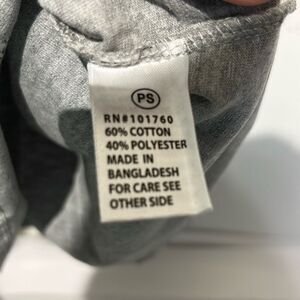 PS
RN#101760
60% COTTON
40% POLYESTER
MADE IN
BANGLADESH
FOR CARE SEE
OTHER SIDE